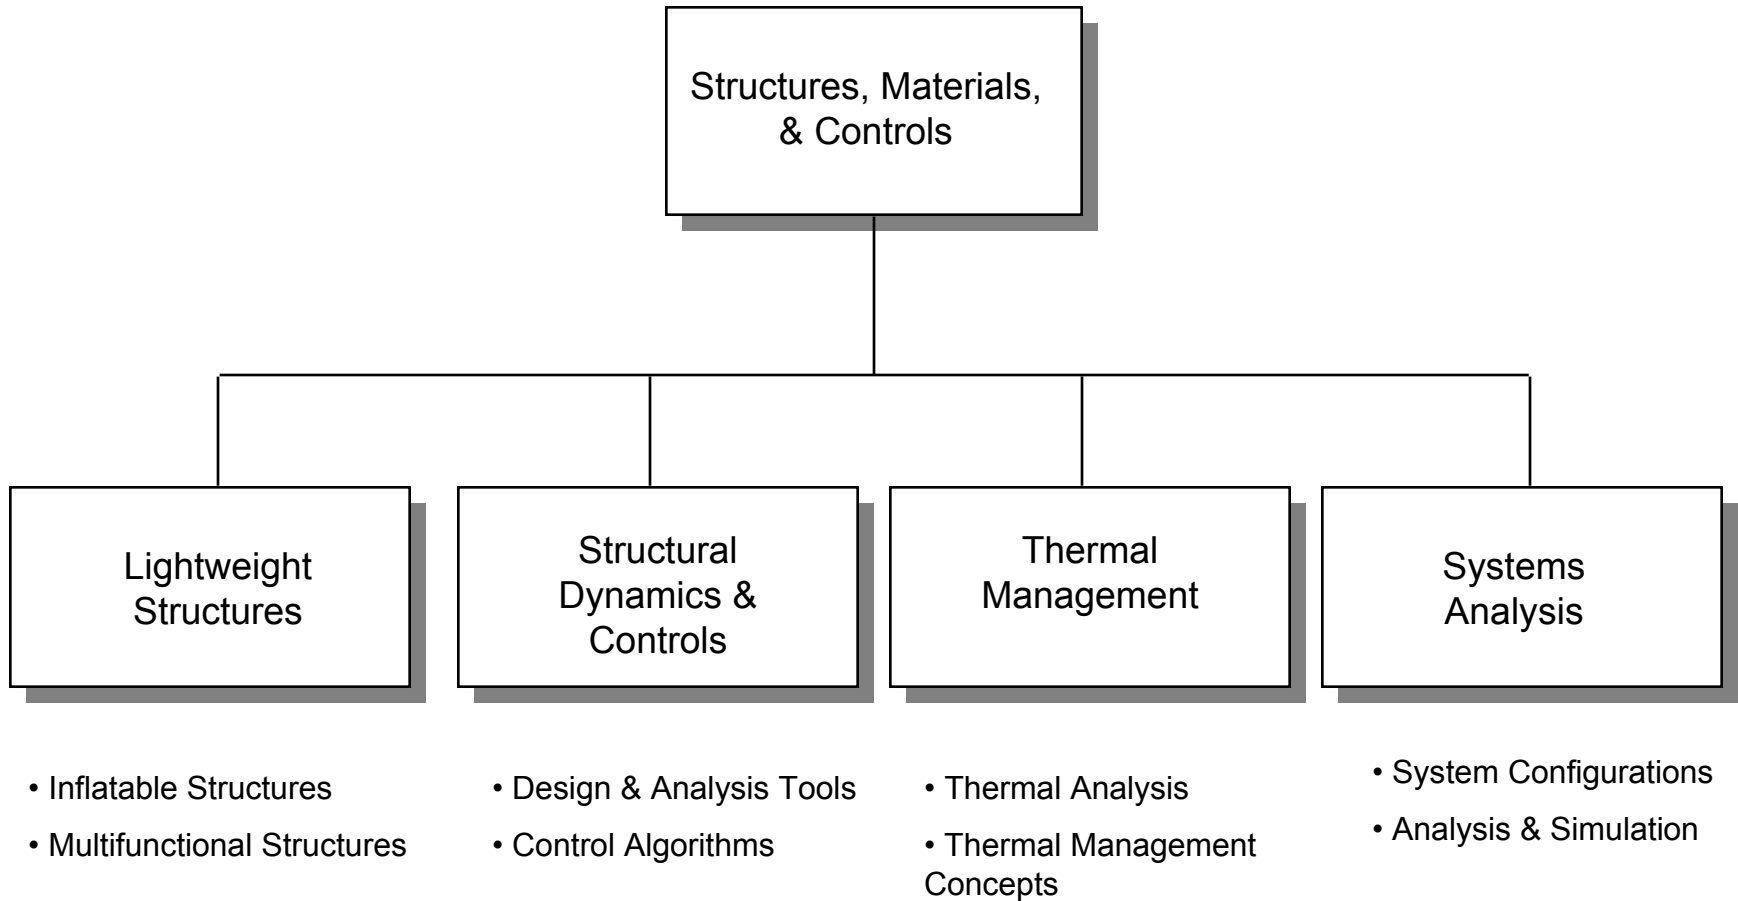 Structures, Materials,
& Controls
Lightweight
Structures
Structural
Dynamics &
Controls
Thermal
Management
Systems
Analysis
• Inflatable Structures
• Multifunctional Structures
• Design & Analysis Tools
• Control Algorithms
• Thermal Analysis
• Thermal Management
Concepts
• System Configurations
• Analysis & Simulation